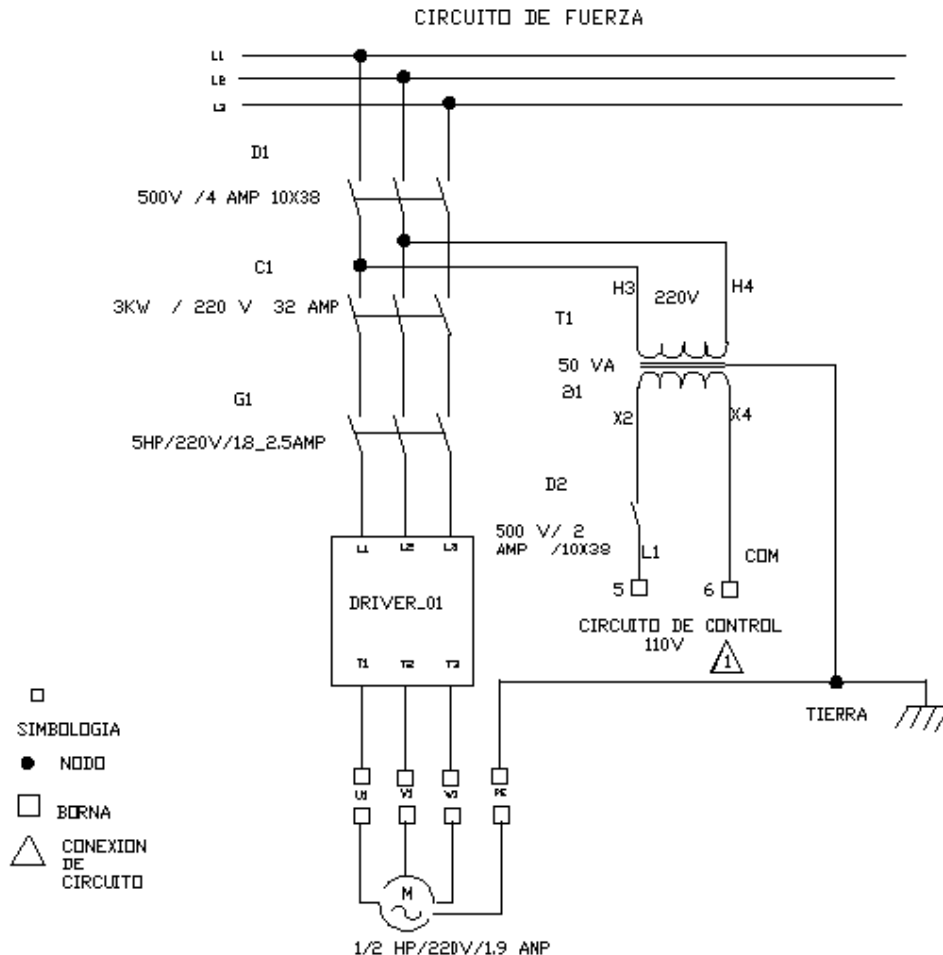 CIRCUITO DE FUERZA
L1
L2
L3
D1
500V /4 AMP 10X38
C1
3KW / 220 V 32 AMP
H3
220V
H4
T1
50 VA
X2
X4
G1
5HP/220V/1.8_2.5AMP
D2
500 V/ 2
AMP /10X38
L1
COM
5
6
L1
L2
L3
DRIVER_01
T1
T2
T3
CIRCUITO DE CONTROL
110V
1
TIERRA
SIMBOLOGIA
NODO
BORNA
CONEXION
DE
CIRCUITO
U1
V1
W1
PE
M
1/2 HP/220V/1.9 AMP